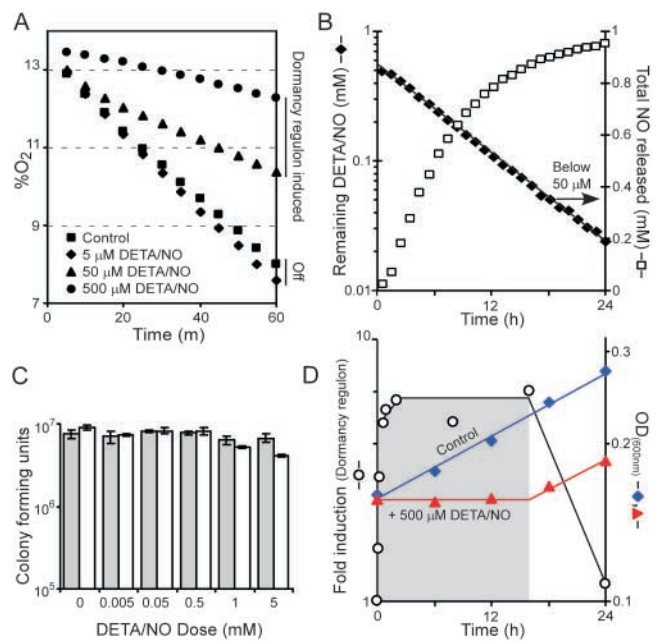 A
%O2
13
11
9
7
0
20
40
60
Time (m)
Dormancy regulon induced
Off
Control
5 µM DETA/NO
50 µM DETA/NO
500 µM DETA/NO
B
Remaining DETA/NO (mM)
1
0.1
0.01
0
6
12
18
24
Time (h)
Below
50 µM
1
0.8
0.6
0.4
0.2
0
Total NO released (mM)
C
Colony forming units
10^7
10^6
10^5
0 0.005 0.05 0.5 1 5
DETA/NO Dose (mM)
D
Fold induction (Dormancy regulon)
10
1
Control
+ 500 µM DETA/NO
0 6 12 18 24
Time (h)
0.3
0.22
0.1
OD(600nm)